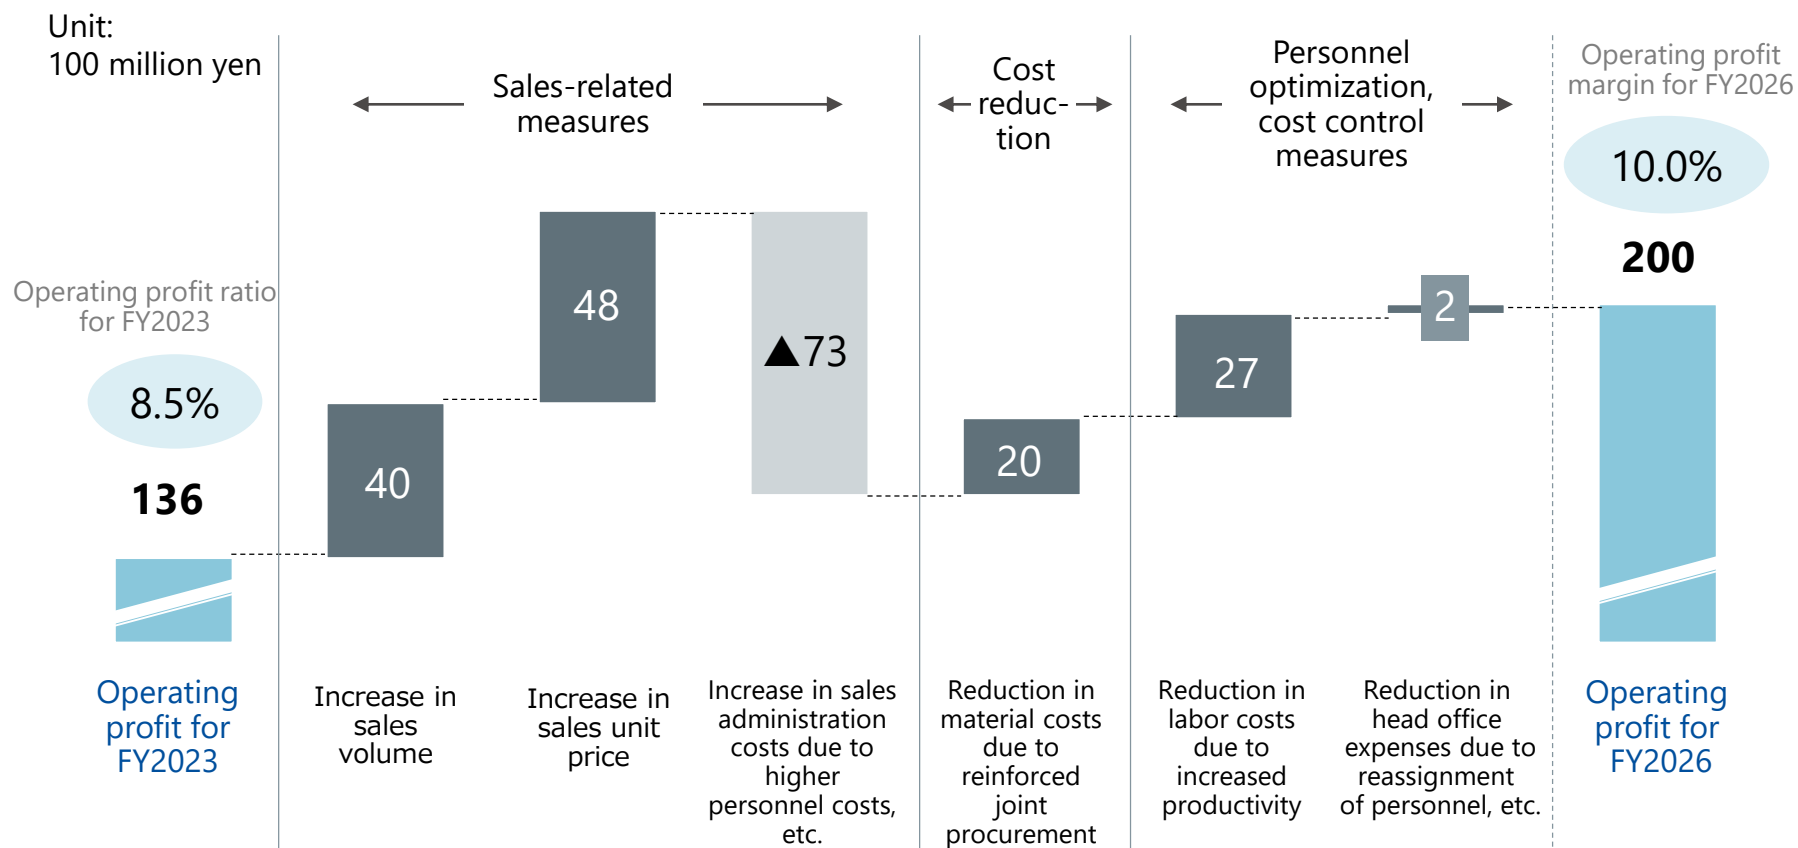 Unit:
100 million yen
Sales-related
measures
Cost
reduc-
tion
Personnel
optimization,
cost control
measures
Operating profit
margin for FY2026
10.0%
200
Operating profit ratio
for FY2023
8.5%
136
40
48
▲73
20
27
2
Operating
profit for
FY2023
Increase in
sales
volume
Increase in
sales unit
price
Increase in sales
administration
costs due to
higher
personnel costs,
etc.
Reduction in
material costs
due to
reinforced
joint
procurement
Reduction in
labor costs
due to
increased
productivity
Reduction in
head office
expenses due to
reassignment
of personnel, etc.
Operating
profit for
FY2026